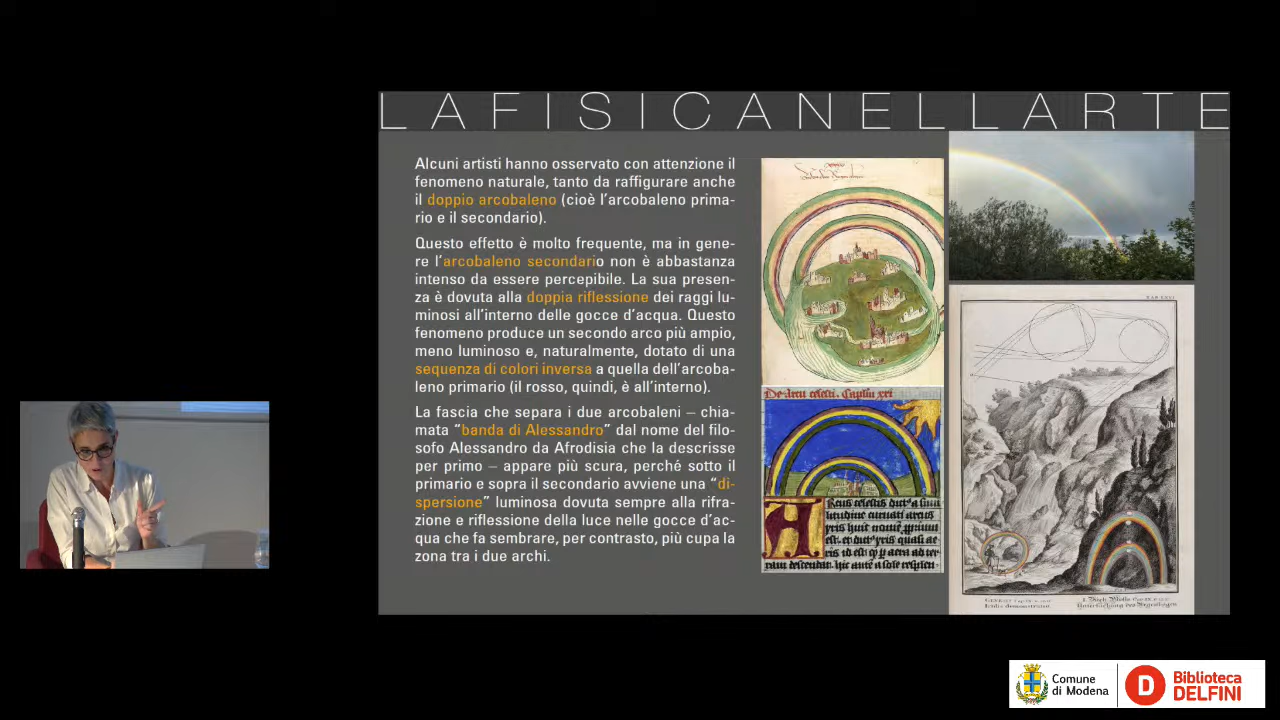 LAFISICANELLARTE
Alcuni artisti hanno osservato con attenzione il
fenomeno naturale, tanto da raffigurare anche
il doppio arcobaleno (cioè l'arcobaleno prima-
rio e il secondario).
Questo effetto è molto frequente, ma in gene-
re l'arcobaleno secondario non è abbastanza
intenso da essere percepibile. La sua presen-
za è dovuta alla doppia riflessione dei raggi lu-
minosi all'interno delle gocce d'acqua. Questo
fenomeno produce un secondo arco più ampio,
meno luminoso e, naturalmente, dotato di una
sequenza di colori inversa a quella dell'arcoba-
leno primario (il rosso, quindi, è all'interno).
La fascia che separa i due arcobaleni – chia-
mata “banda di Alessandro” dal nome del filo-
sofo Alessandro da Afrodisia che la descrisse
per primo – appare più scura, perché sotto il
primario e sopra il secondario avviene una “di-
spersione” luminosa dovuta sempre alla rifra-
zione e riflessione della luce nelle gocce d'ac-
qua che fa sembrare, per contrasto, più cupa la
zona tra i due archi.
Comune
di Modena
D
Biblioteca
DELFINI